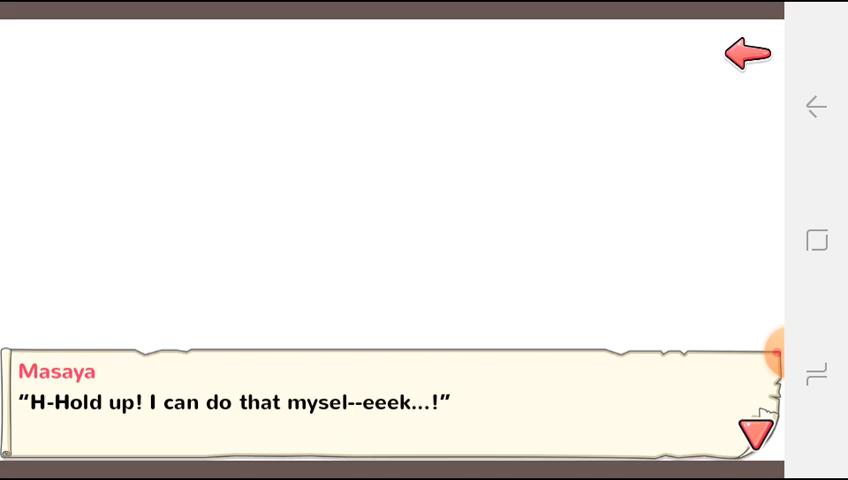 Masaya
“H-Hold up! I can do that mysel--eeek...!”